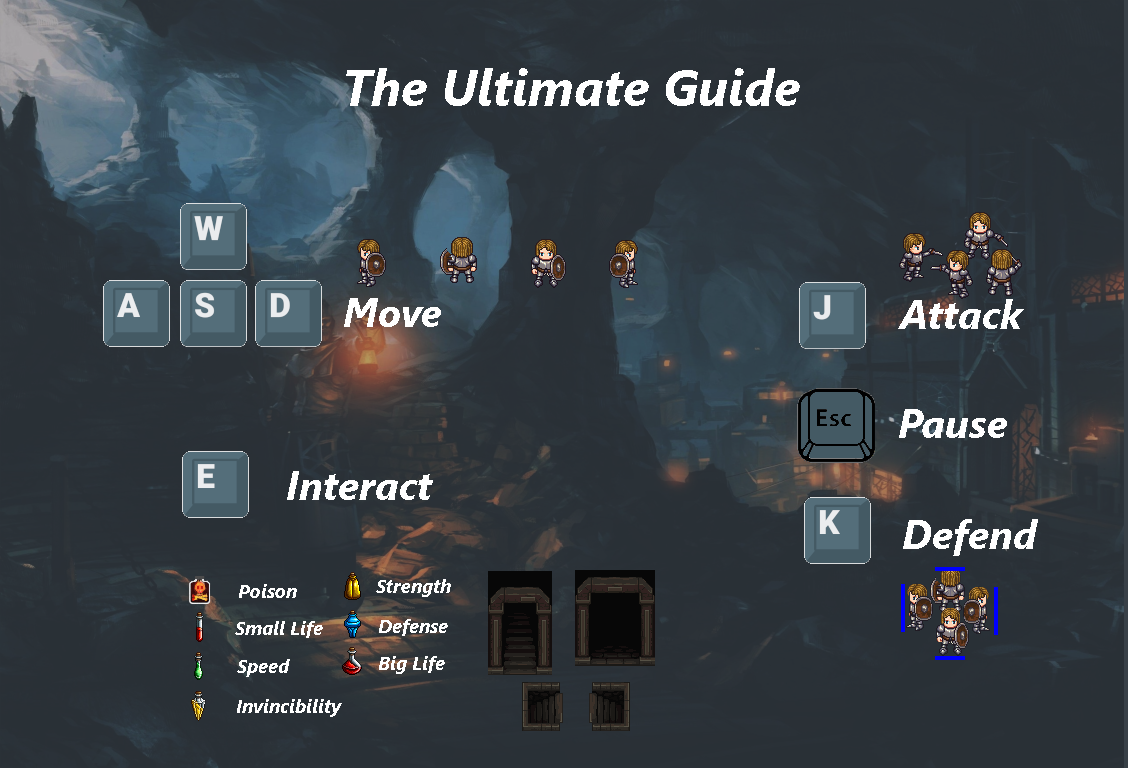 The Ultimate Guide
W
A S D Move
J Attack
Esc Pause
E Interact
K Defend
Poison
Strength
Small Life
Defense
Speed
Big Life
Invincibility